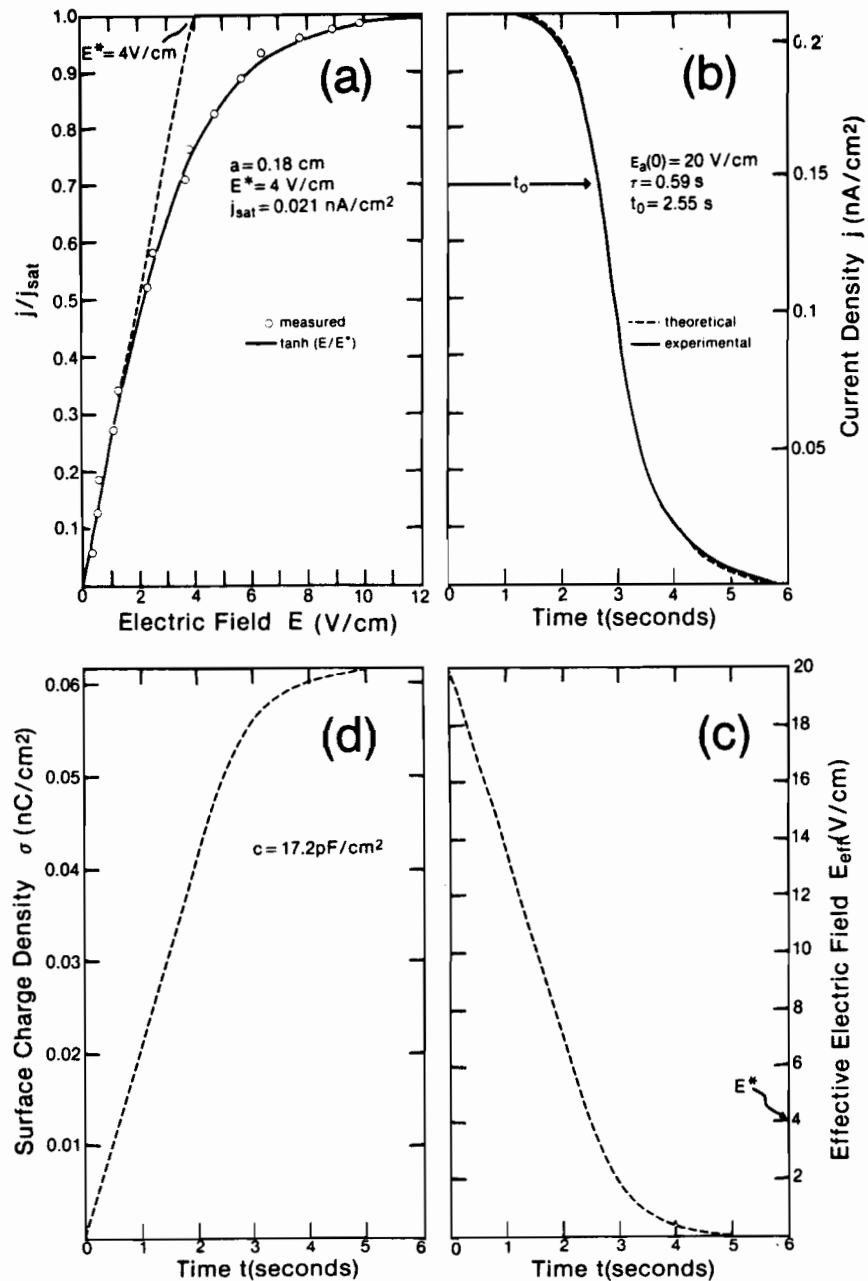 1.0
0.9
0.8
0.7
0.6
0.5
0.4
0.3
0.2
0.1
j/jsat
E*=4V/cm
(a)
a=0.18 cm
E*=4 V/cm
jsat=0.021 nA/cm²
○ measured
tanh (E/E*)
0 2 4 6 8 10 12
Electric Field E (V/cm)
(b)
Ea(0)=20 V/cm
τ=0.59 s
t0=2.55 s
t0
theoretical
experimental
0.2
0.15
0.1
0.05
Current Density j (nA/cm²)
0 1 2 3 4 5 6
Time t(seconds)
0.06
0.05
0.04
0.03
0.02
0.01
Surface Charge Density σ (nC/cm²)
(d)
c=17.2pF/cm²
0 1 2 3 4 5 6
Time t(seconds)
(c)
20
18
16
14
12
10
8
6
4
2
E*
Effective Electric Field Eeff(V/cm)
0 1 2 3 4 5 6
Time t(seconds)